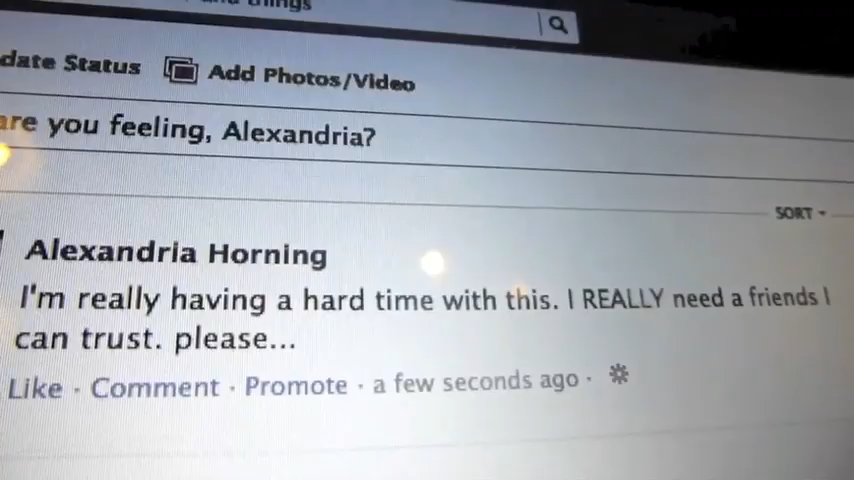 things
date Status Add Photos/Video
are you feeling, Alexandria?
SORT
Alexandria Horning
I'm really having a hard time with this. I REALLY need a friends I
can trust. please...
Like · Comment · Promote · a few seconds ago ·